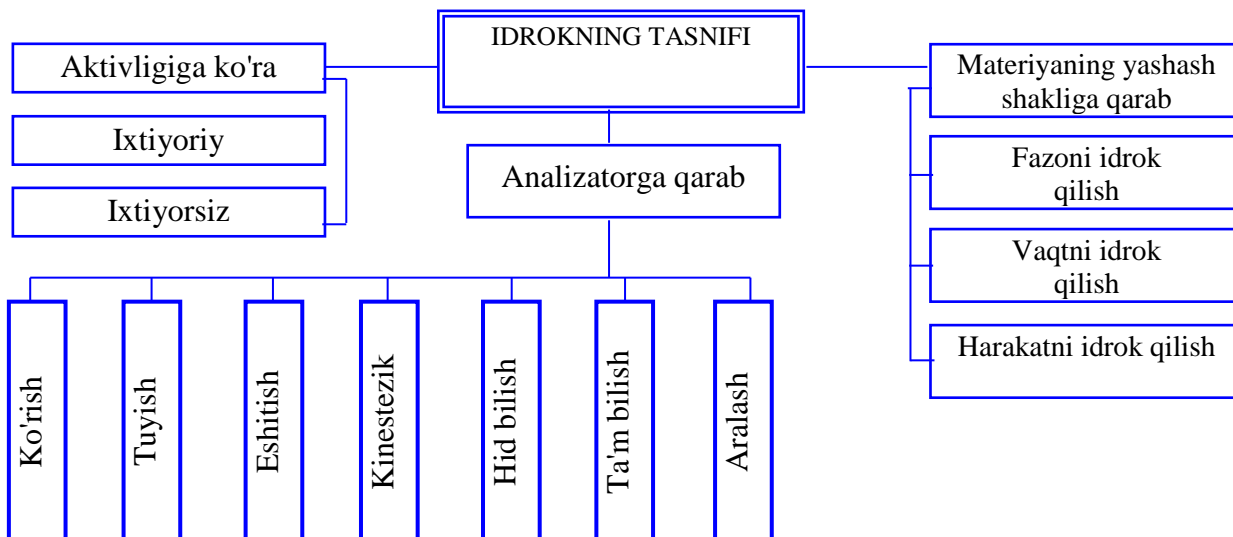 IDROKNING TASNIFI
Aktivligiga ko'ra
Ixtiyoriy
Ixtiyorsiz
Analizatorga qarab
Materiyaning yashash
shakliga qarab
Fazoni idrok
qilish
Vaqtni idrok
qilish
Harakatni idrok qilish
Ko'rish
Tuyish
Eshitish
Kinestezik
Hid bilish
Ta'm bilish
Aralash